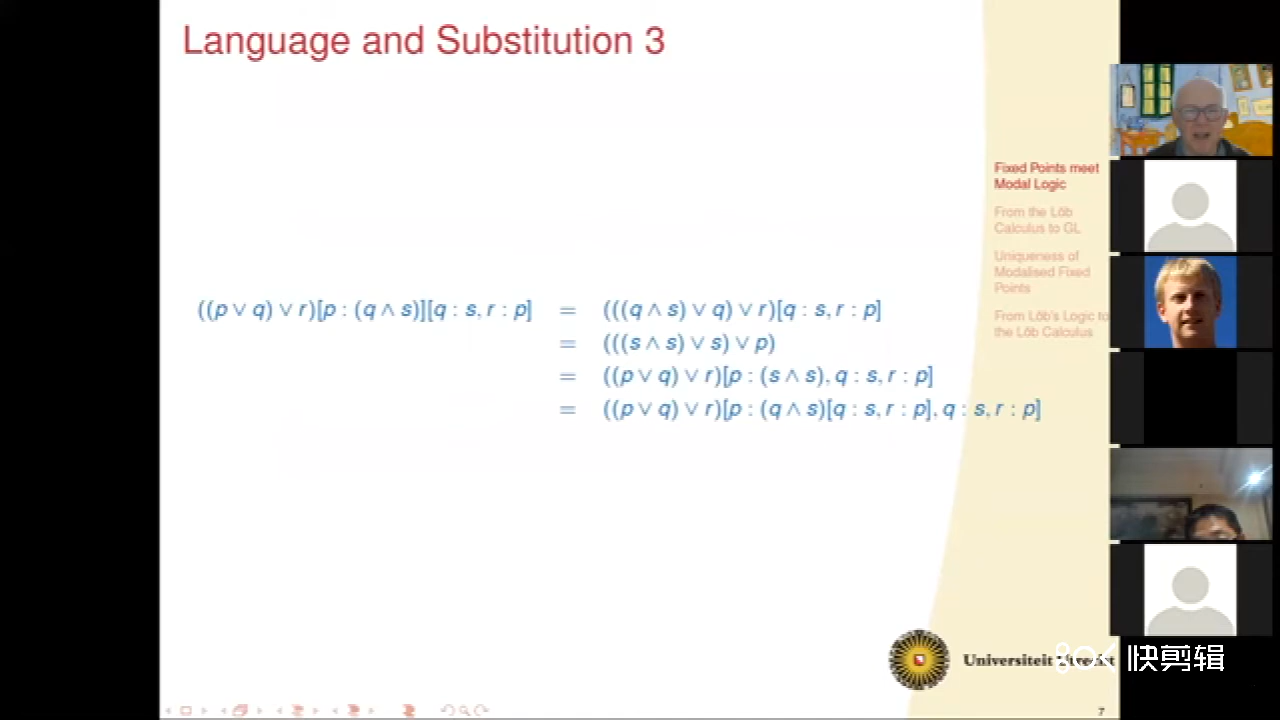 Language and Substitution 3
((p ∨ q) ∨ r)[p : (q ∧ s)][q : s, r : p] = (((q ∧ s) ∨ q) ∨ r)[q : s, r : p]
= (((s ∧ s) ∨ s) ∨ p)
= ((p ∨ q) ∨ r)[p : (s ∧ s), q : s, r : p]
= ((p ∨ q) ∨ r)[p : (q ∧ s)[q : s, r : p], q : s, r : p]
Fixed Points meet
Modal Logic
From the Löb
Calculus to GL
Uniqueness of
Modalised Fixed
Points
From Löb's Logic to
the Löb Calculus
Universiteit Utrecht
快剪辑
7